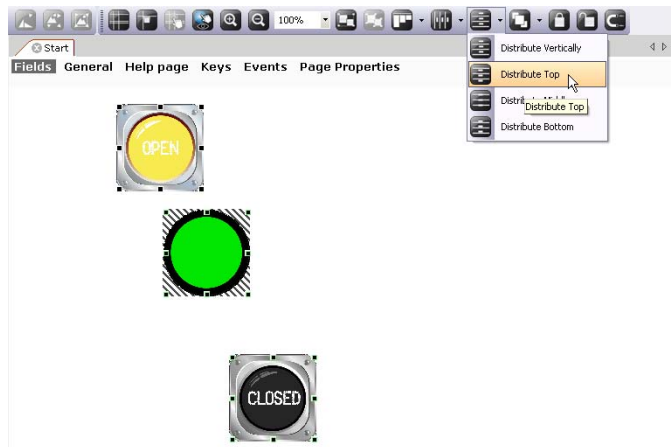 100%
Start
Distribute Vertically
Fields General Help page Keys Events Page Properties
Distribute Top
Distribute Top
Distribute Bottom
OPEN
CLOSED